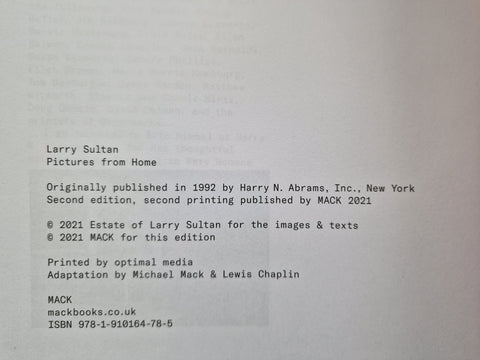 Larry Sultan
Pictures from Home
Originally published in 1992 by Harry N. Abrams, Inc., New York
Second edition, second printing published by MACK 2021
© 2021 Estate of Larry Sultan for the images & texts
© 2021 MACK for this edition
Printed by optimal media
Adaptation by Michael Mack & Lewis Chaplin
MACK
mackbooks.co.uk
ISBN 978-1-910164-78-5